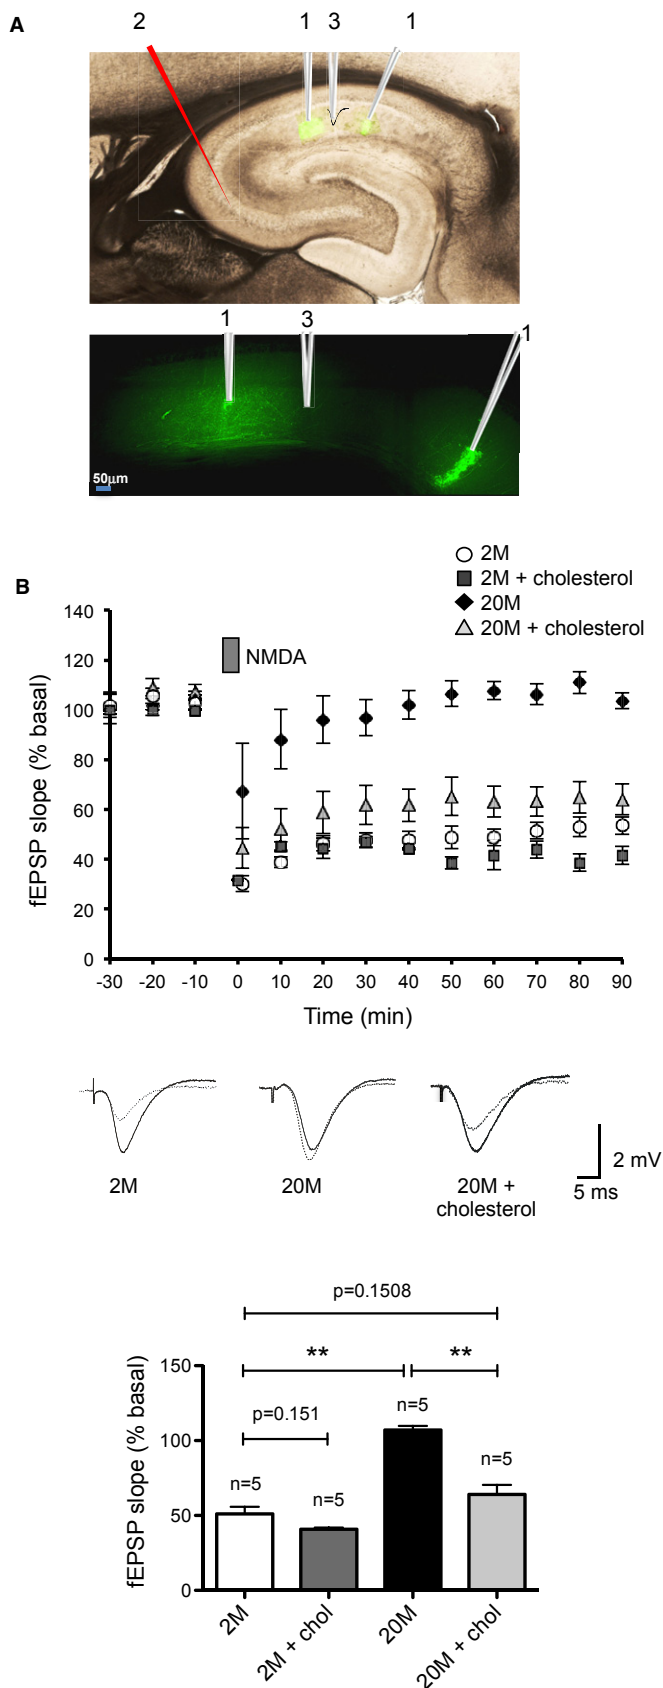 A
2 1 3 1
1 3 1
50μm
B
2M
2M + cholesterol
20M
20M + cholesterol
140
120
100
80
60
40
20
0
NMDA
fEPSP slope (% basal)
-30 -20 -10 0 10 20 30 40 50 60 70 80 90
Time (min)
2M
20M
20M +
cholesterol
2 mV
5 ms
p=0.1508
** **
p=0.151
n=5
n=5
n=5
n=5
150
100
50
0
fEPSP slope (% basal)
2M
2M + chol
20M
20M + chol